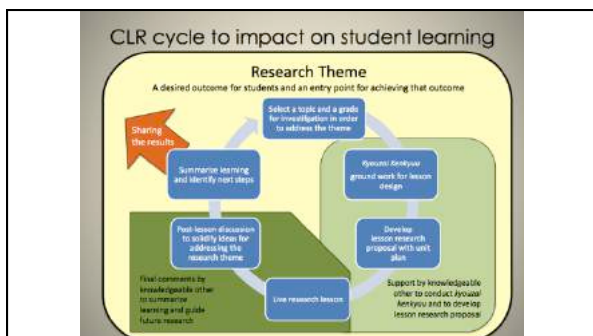 CLR cycle to impact on student learning
Research Theme
A desired outcome for students and an entry point for achieving that outcome
Sharing
the results
Select a topic and a grade
for investigation in order
to address the theme
Kyouzai Kenkyuu
ground work for lesson
design
Develop
lesson research
proposal with unit
plan
Live research lesson
Post-lesson discussion
to solidify ideas for
addressing the
research theme
Summarise learning
and identify next steps
Final comments by
knowledgeable other
to summarize
learning and guide
future research
Support by knowledgeable
other to conduct kyouzai
kenkyuu and to develop
lesson research proposal